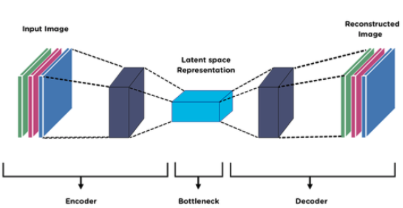 Input Image
Latent space
Representation
Reconstructed
Image
Encoder
Bottleneck
Decoder